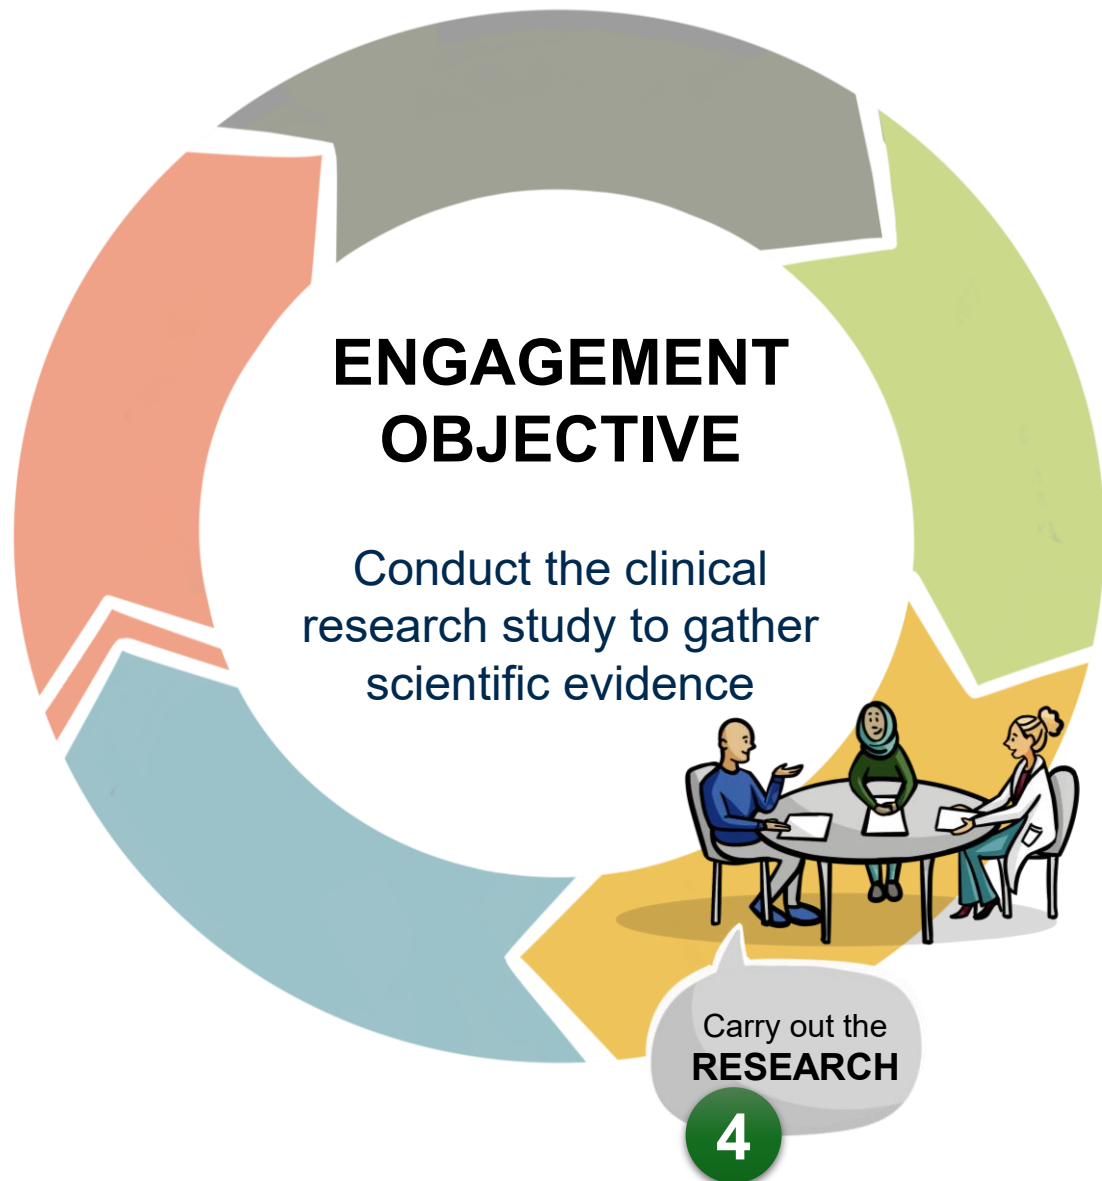 ENGAGEMENT
OBJECTIVE
Conduct the clinical
research study to gather
scientific evidence
Carry out the
RESEARCH
4